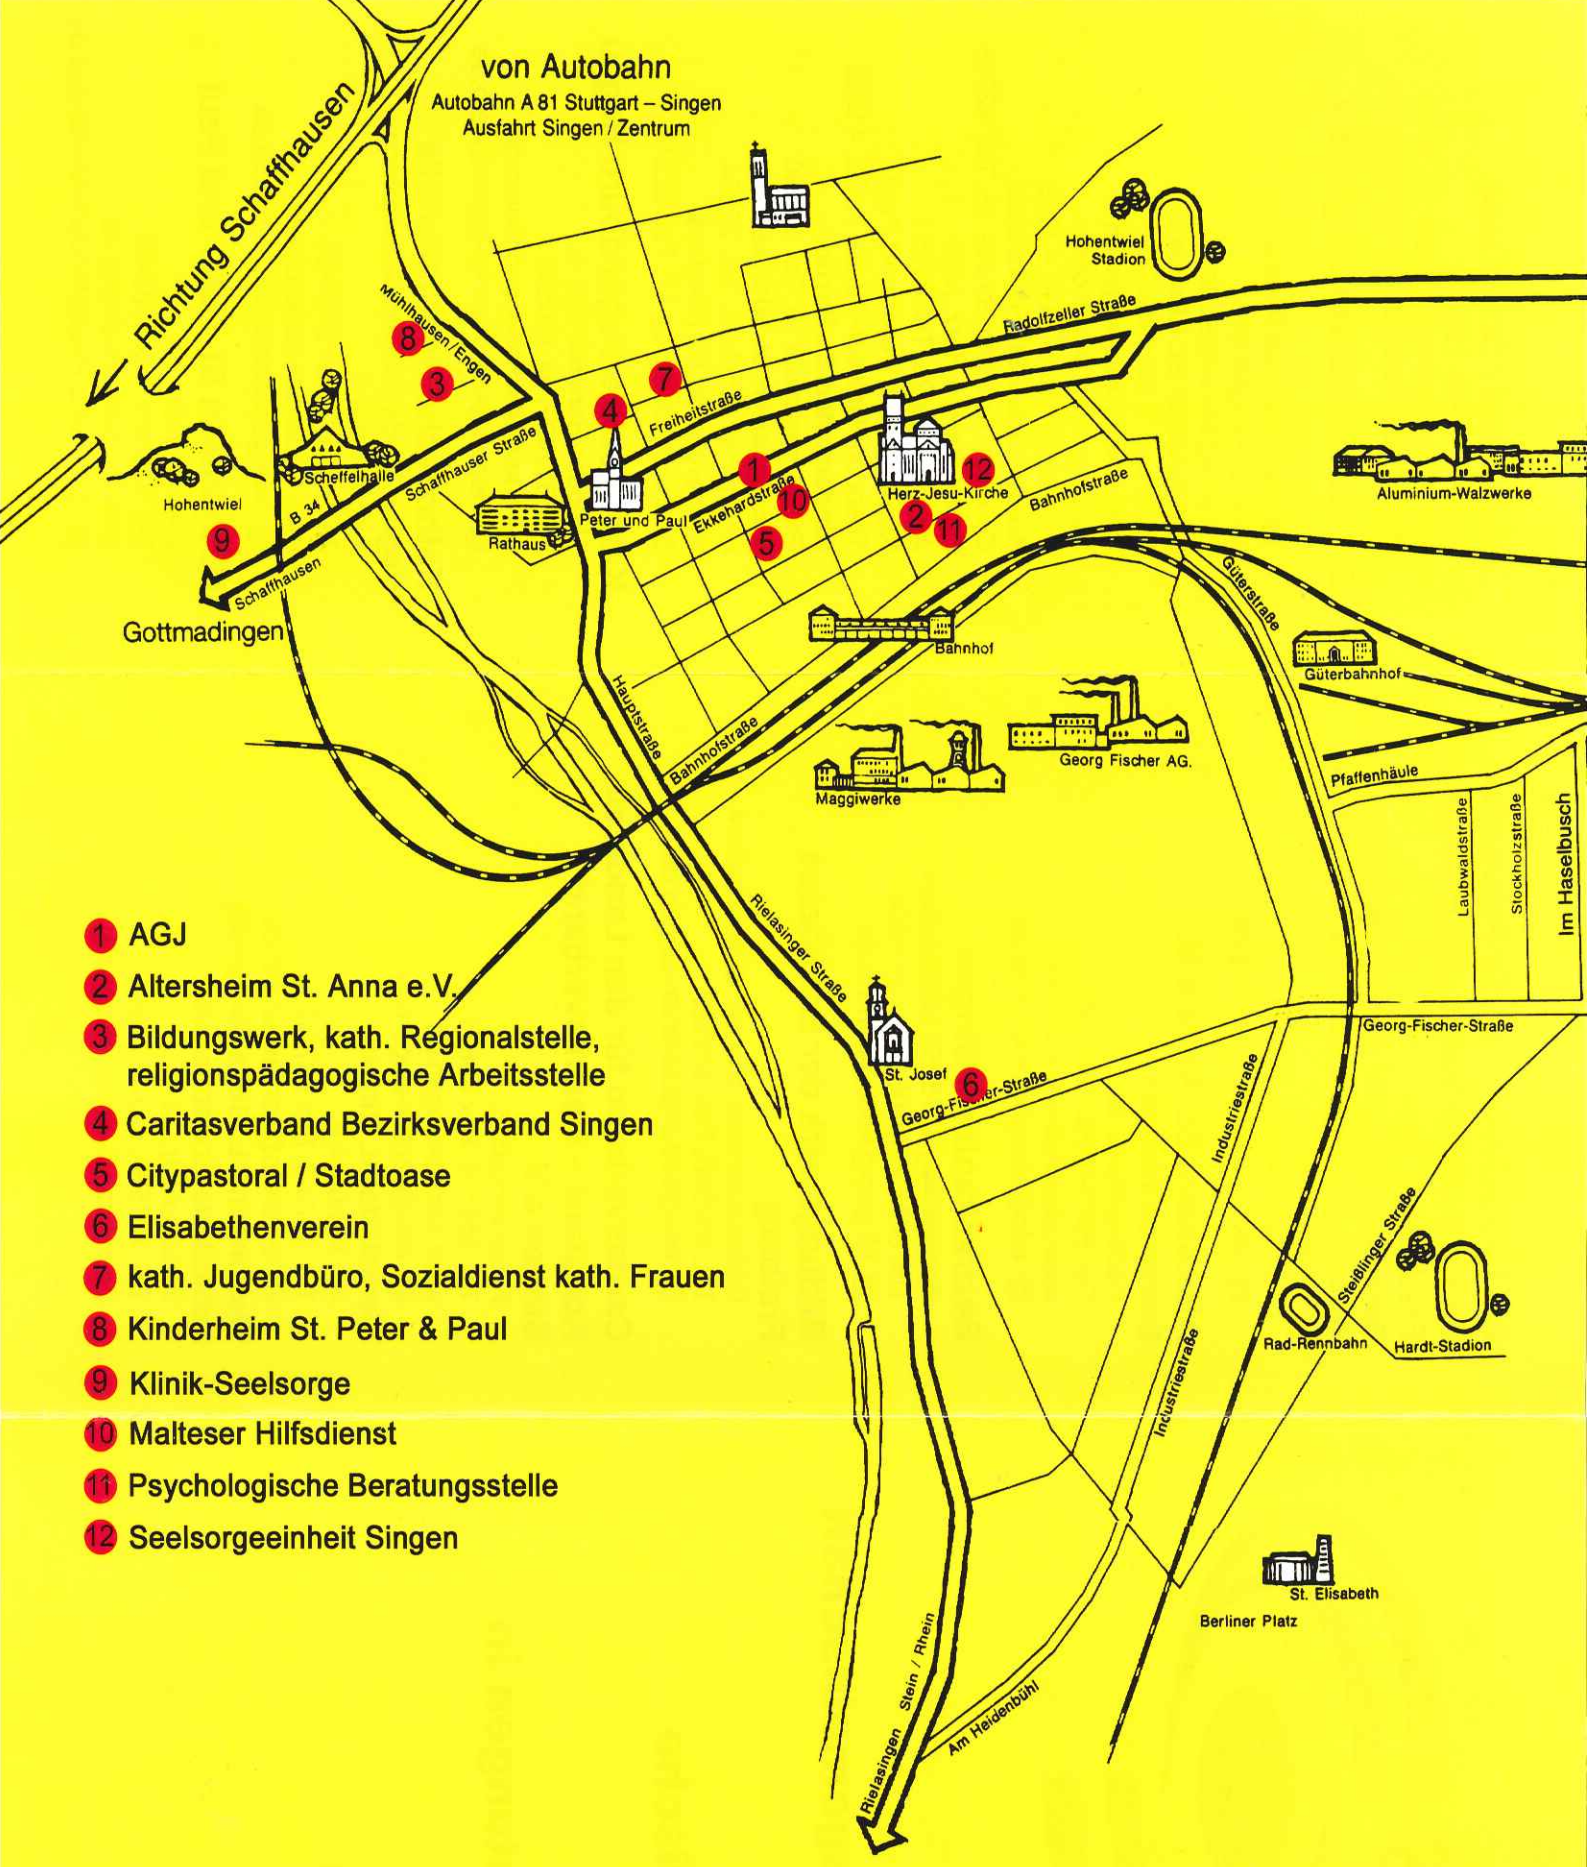 von Autobahn
Autobahn A 81 Stuttgart – Singen
Ausfahrt Singen / Zentrum
Richtung Schaffhausen
Hohentwiel
Stadion
Radolfzeller Straße
Mühlhausen/Engen
8
3
7
4
Freiheitstraße
Schaffhauser Straße
Scheffelhalle
Hohentwiel
B 34
9
Schaffhausen
Gottmadingen
Rathaus
Peter und Paul
Ekkehardstraße
1
10
5
Herz-Jesu-Kirche
12
2
11
Bahnhofstraße
Aluminium-Walzwerke
Güterstraße
Güterbahnhof
Bahnhof
Hauptstraße
Bahnhofstraße
Georg Fischer AG.
Maggiwerke
Pfaffenhäule
Laubwaldstraße
Stockholzstraße
Im Haselbusch
Rielasinger Straße
St. Josef
6
Georg-Fischer-Straße
Georg-Fischer-Straße
Industriestraße
Steißlinger Straße
Rad-Rennbahn
Hardt-Stadion
Industriestraße
St. Elisabeth
Berliner Platz
Am Heidenbühl
Rielasingen Stein / Rhein
1 AGJ
2 Altersheim St. Anna e.V.
3 Bildungswerk, kath. Regionalstelle,
religionspädagogische Arbeitsstelle
4 Caritasverband Bezirksverband Singen
5 Citypastoral / Stadtoase
6 Elisabethenverein
7 kath. Jugendbüro, Sozialdienst kath. Frauen
8 Kinderheim St. Peter & Paul
9 Klinik-Seelsorge
10 Malteser Hilfsdienst
11 Psychologische Beratungsstelle
12 Seelsorgeeinheit Singen